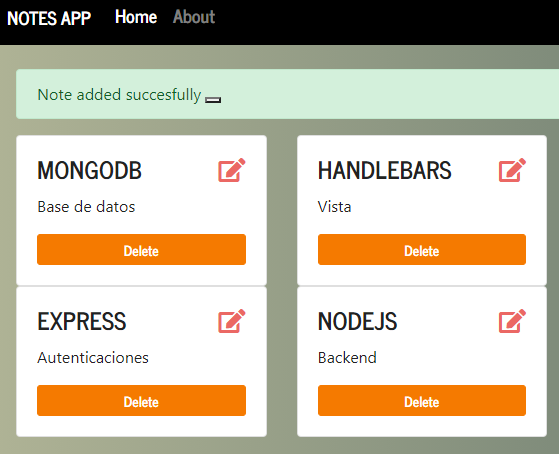 NOTES APP Home About
Note added succesfully
MONGODB
Base de datos
Delete
HANDLEBARS
Vista
Delete
EXPRESS
Autenticaciones
Delete
NODEJS
Backend
Delete